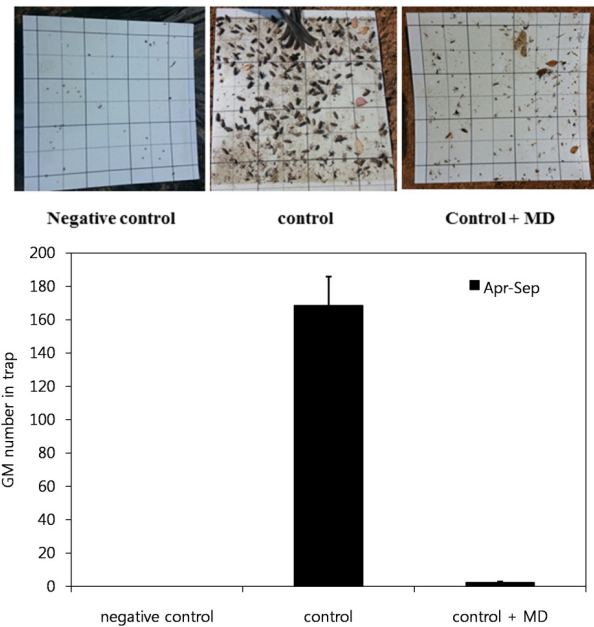 Negative control
control
Control + MD
200
180
160
140
120
100
80
60
40
20
0
GM number in trap
Apr-Sep
negative control
control
control + MD